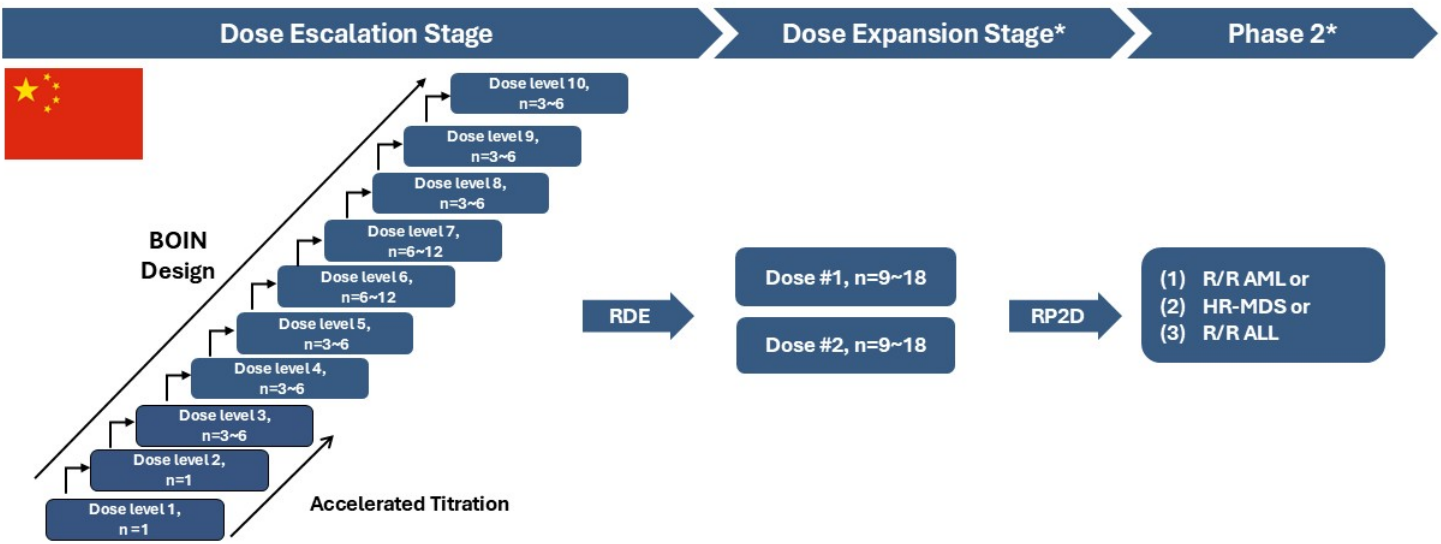 Dose Escalation Stage
Dose Expansion Stage*
Phase 2*
Dose level 10,
n=3~6
Dose level 9,
n=3~6
Dose level 8,
n=3~6
Dose level 7,
n=6~12
Dose level 6,
n=6~12
Dose level 5,
n=3~6
Dose level 4,
n=3~6
Dose level 3,
n=3~6
Dose level 2,
n=1
Dose level 1,
n =1
BOIN
Design
Accelerated Titration
RDE
Dose #1, n=9~18
Dose #2, n=9~18
RP2D
(1) R/R AML or
(2) HR-MDS or
(3) R/R ALL